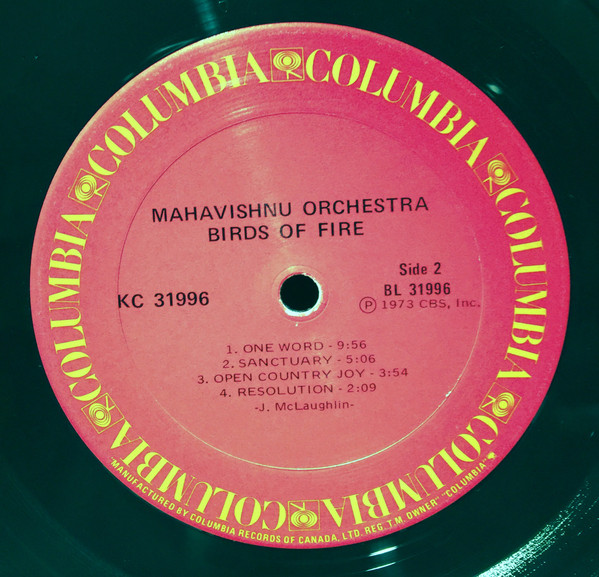 COLUMBIA COLUMBIA COLUMBIA COLUMBIA COLUMBIA COLUMBIA COLUMBIA COLUMBIA
MAHAVISHNU ORCHESTRA
BIRDS OF FIRE
KC 31996
Side 2
BL 31996
Ⓟ 1973 CBS, Inc.
1. ONE WORD - 9:56
2. SANCTUARY - 5:06
3. OPEN COUNTRY JOY - 3:54
4. RESOLUTION - 2:09
-J. McLaughlin-
"MANUFACTURED BY COLUMBIA RECORDS OF CANADA, LTD. REG. T.M. OWNER" "COLUMBIA"